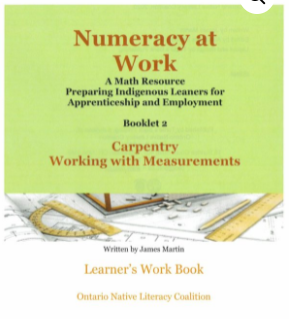 Numeracy at
Work
A Math Resource
Preparing Indigenous Leaners for
Apprenticeship and Employment
Booklet 2
Carpentry
Working with Measurements
Written by James Martin
Learner's Work Book
Ontario Native Literacy Coalition